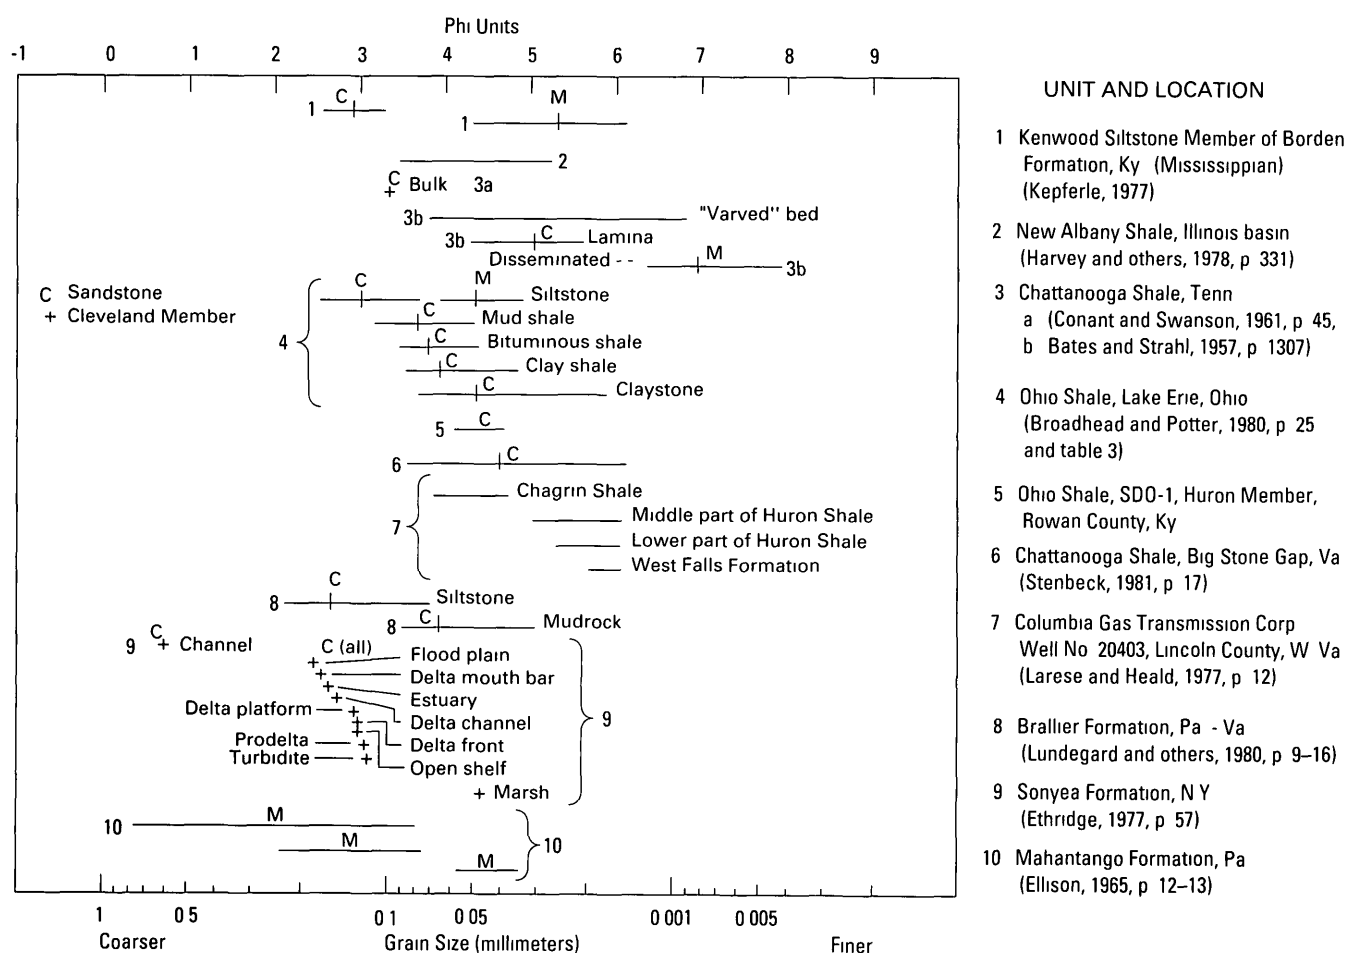 Phi Units
-1 0 1 2 3 4 5 6 7 8 9
1 C
1 M
2
C
+ Bulk 3a
3b "Varved" bed
3b C Lamina
Disseminated - - M 3b
C Sandstone
+ Cleveland Member
4
C M Siltstone
C Mud shale
C Bituminous shale
C Clay shale
C Claystone
5 C
6 C
7
Chagrin Shale
Middle part of Huron Shale
Lower part of Huron Shale
West Falls Formation
8 C Siltstone
8 C Mudrock
9 C
+ Channel
C (all)
+ Flood plain
+ Delta mouth bar
+ Estuary
+ Delta channel
Delta platform +
+ Delta front
+ Open shelf
Prodelta +
Turbidite +
+ Marsh
9
10 M
M
M
10
1 0 5 0 1 0 05 0 001 0 005
Coarser Grain Size (millimeters) Finer
UNIT AND LOCATION
1 Kenwood Siltstone Member of Borden
Formation, Ky (Mississippian)
(Kepferle, 1977)
2 New Albany Shale, Illinois basin
(Harvey and others, 1978, p 331)
3 Chattanooga Shale, Tenn
a (Conant and Swanson, 1961, p 45,
b Bates and Strahl, 1957, p 1307)
4 Ohio Shale, Lake Erie, Ohio
(Broadhead and Potter, 1980, p 25
and table 3)
5 Ohio Shale, SDO-1, Huron Member,
Rowan County, Ky
6 Chattanooga Shale, Big Stone Gap, Va
(Stenbeck, 1981, p 17)
7 Columbia Gas Transmission Corp
Well No 20403, Lincoln County, W Va
(Larese and Heald, 1977, p 12)
8 Brallier Formation, Pa - Va
(Lundegard and others, 1980, p 9–16)
9 Sonyea Formation, N Y
(Ethridge, 1977, p 57)
10 Mahantango Formation, Pa
(Ellison, 1965, p 12–13)